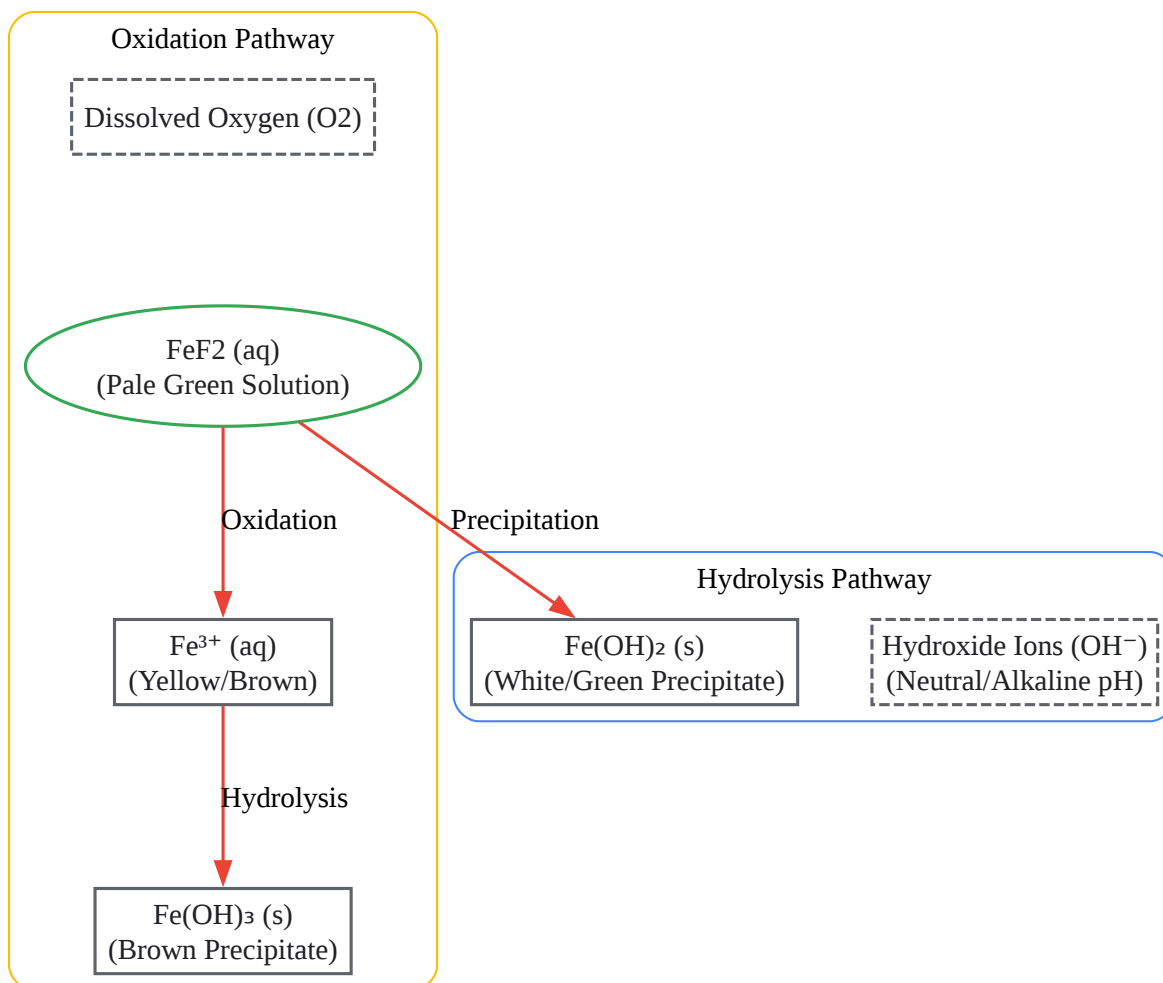 Oxidation Pathway
Dissolved Oxygen (O2)
FeF2 (aq)
(Pale Green Solution)
Oxidation
Precipitation
Hydrolysis Pathway
Fe³⁺ (aq)
(Yellow/Brown)
Fe(OH)₂ (s)
(White/Green Precipitate)
Hydroxide Ions (OH⁻)
(Neutral/Alkaline pH)
Hydrolysis
Fe(OH)₃ (s)
(Brown Precipitate)